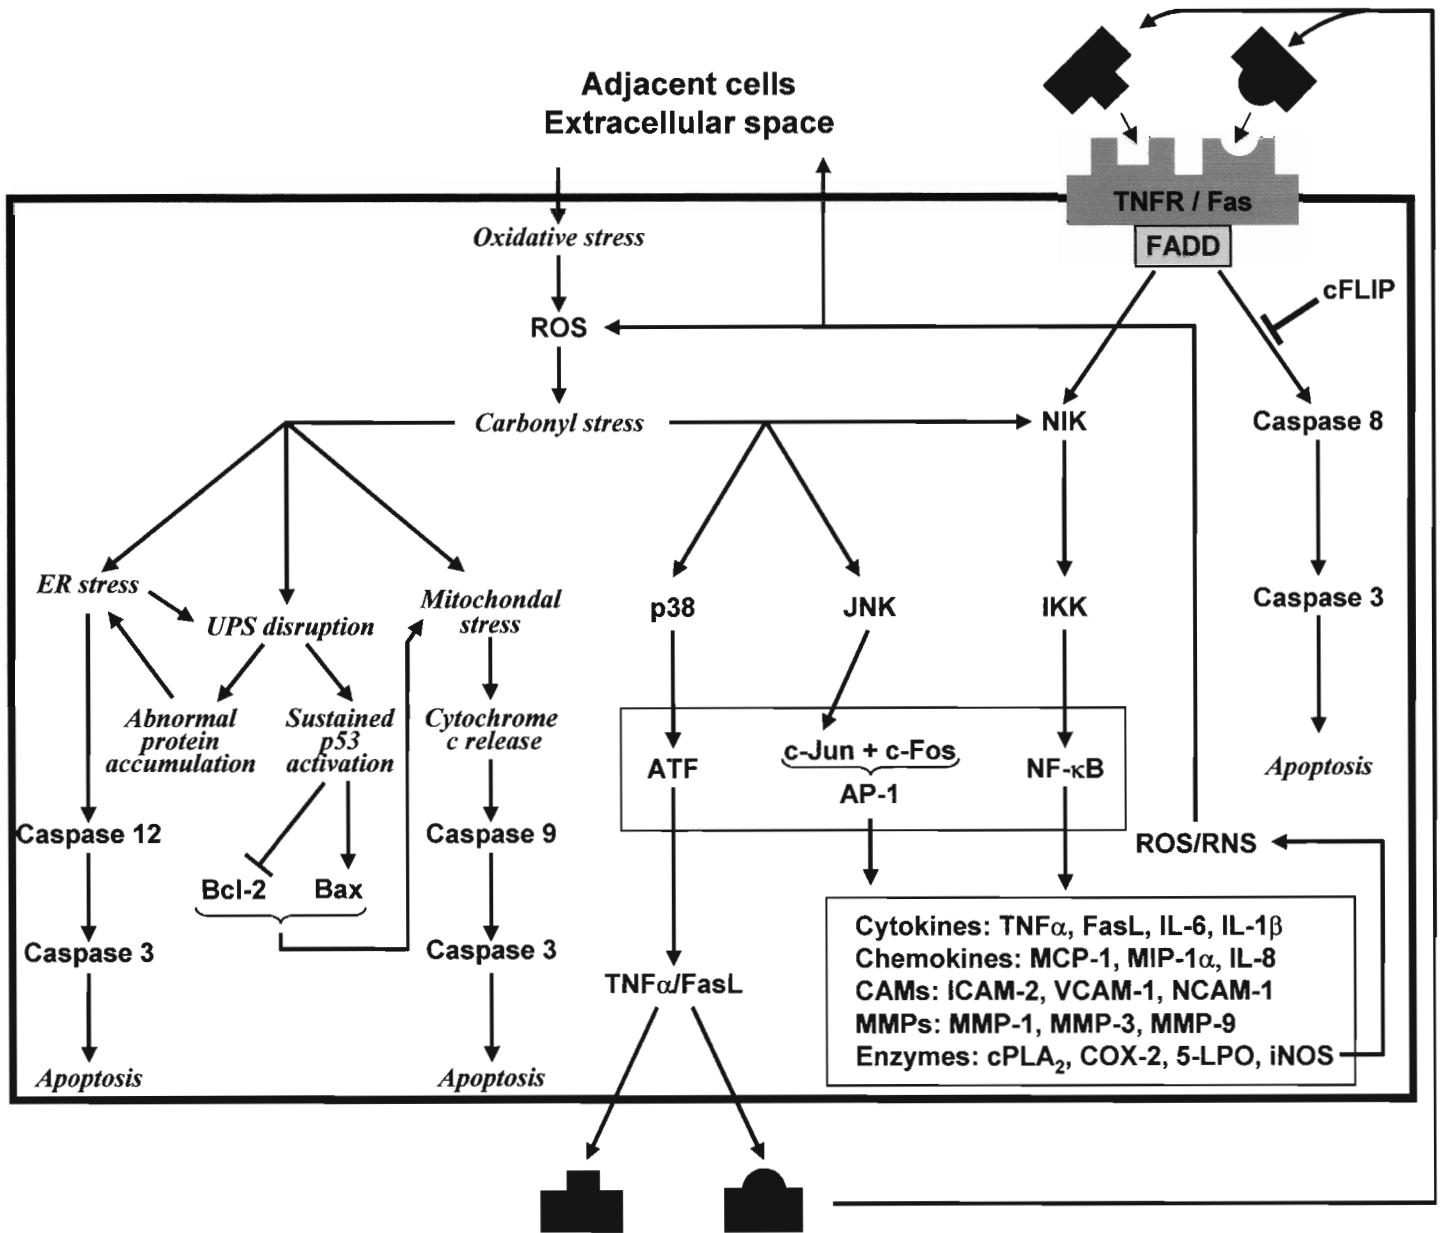 Adjacent cells
Extracellular space
TNFR / Fas
FADD
Oxidative stress
cFLIP
ROS
Carbonyl stress
NIK
Caspase 8
ER stress
UPS disruption
Mitochondal
stress
p38
JNK
IKK
Caspase 3
Abnormal
protein
accumulation
Sustained
p53
activation
Cytochrome
c release
ATF
c-Jun + c-Fos
AP-1
NF-κB
Apoptosis
Caspase 12
Bcl-2
Bax
Caspase 9
ROS/RNS
Caspase 3
Caspase 3
TNFα/FasL
Cytokines: TNFα, FasL, IL-6, IL-1β
Chemokines: MCP-1, MIP-1α, IL-8
CAMs: ICAM-2, VCAM-1, NCAM-1
MMPs: MMP-1, MMP-3, MMP-9
Enzymes: cPLA₂, COX-2, 5-LPO, iNOS
Apoptosis
Apoptosis